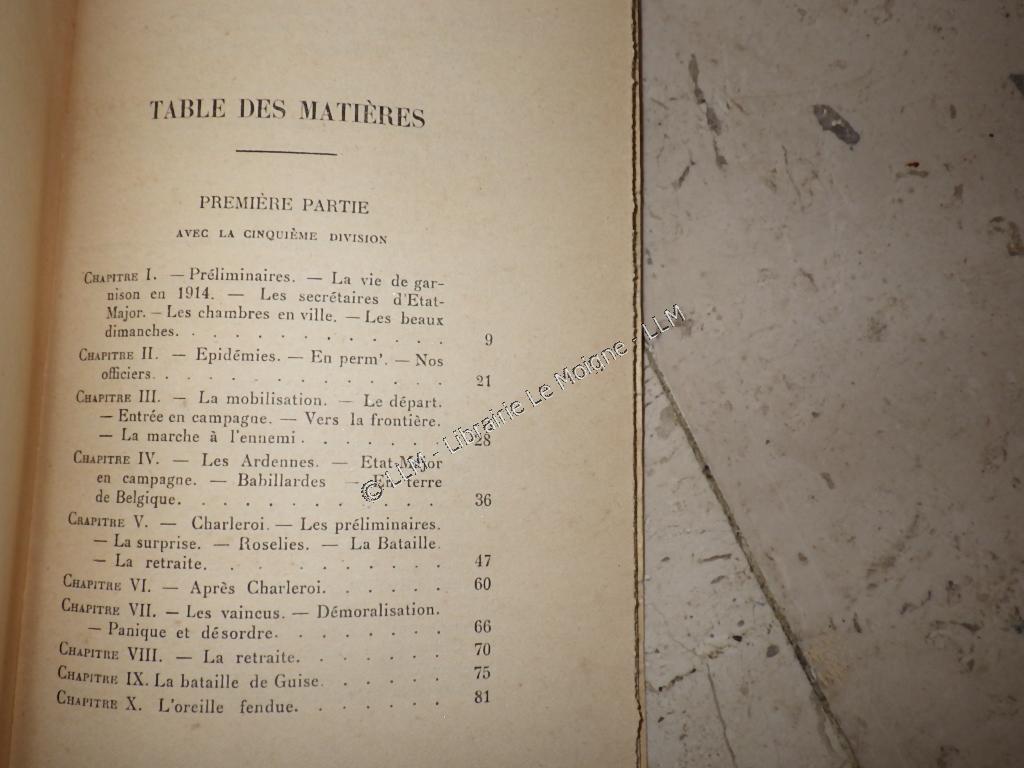 TABLE DES MATIÈRES
PREMIÈRE PARTIE
AVEC LA CINQUIÈME DIVISION
CHAPITRE I. — Préliminaires. — La vie de gar-
nison en 1914. — Les secrétaires d'Etat-
Major. — Les chambres en ville. — Les beaux
dimanches. . . . . . . . . . . . 9
CHAPITRE II. — Epidémies. — En perm'. — Nos
officiers. . . . . . . . . . . . . 21
CHAPITRE III. — La mobilisation. — Le départ.
— Entrée en campagne. — Vers la frontière.
— La marche à l'ennemi . . . . . . . 28
CHAPITRE IV. — Les Ardennes. — Etat-Major
en campagne. — Babillardes — En terre
de Belgique. . . . . . . . . . . . 36
CRAPITRE V. — Charleroi. — Les préliminaires.
— La surprise. — Roselies. — La Bataille.
— La retraite. . . . . . . . . . . 47
CHAPITRE VI. — Après Charleroi. . . . . . 60
CHAPITRE VII. — Les vaincus. — Démoralisation.
— Panique et désordre. . . . . . . . 66
CHAPITRE VIII. — La retraite. . . . . . . 70
CHAPITRE IX. La bataille de Guise. . . . . . 75
CHAPITRE X. L'oreille fendue. . . . . . . 81
© LLM - Librairie Le Moigne - LLM